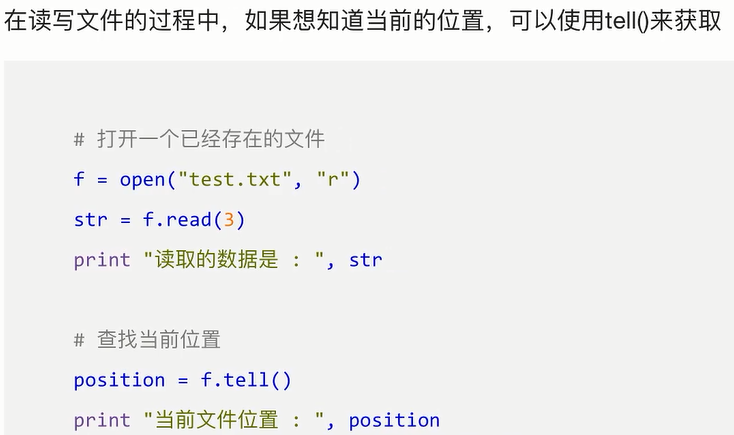 在读写文件的过程中，如果想知道当前的位置，可以使用tell()来获取
# 打开一个已经存在的文件
f = open("test.txt", "r")
str = f.read(3)
print "读取的数据是 : ", str
# 查找当前位置
position = f.tell()
print "当前文件位置 : ", position